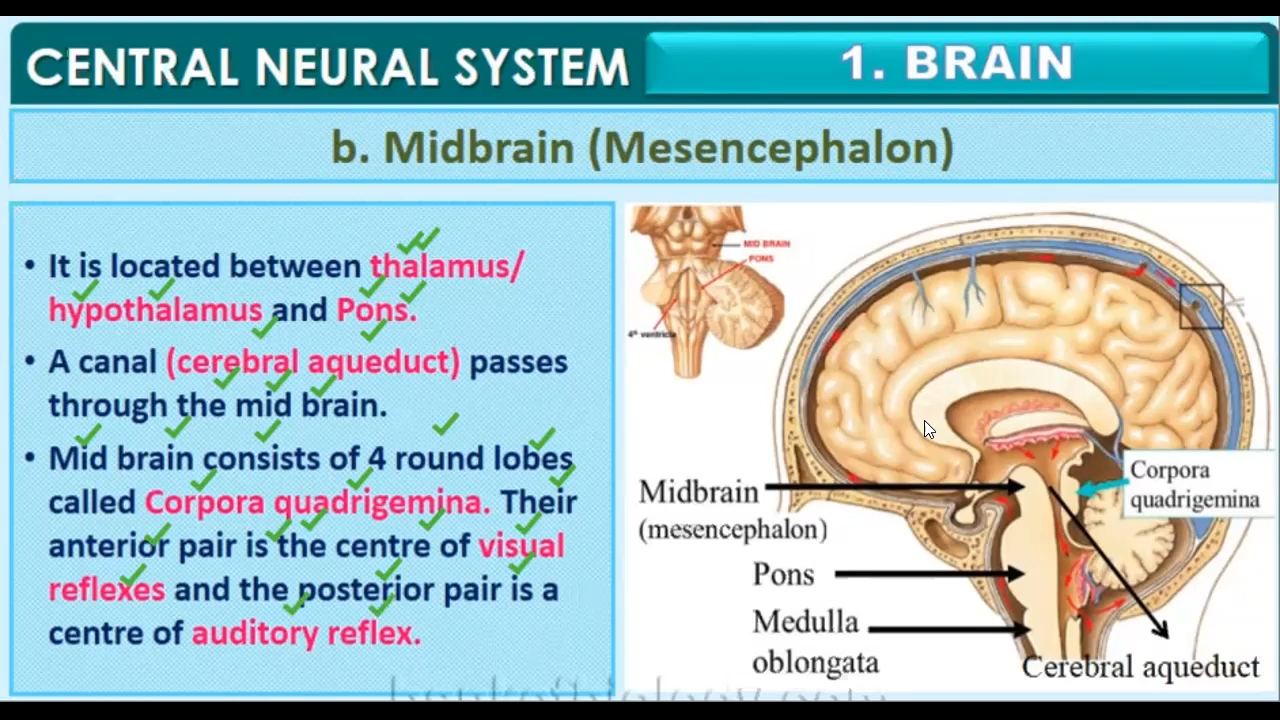 CENTRAL NEURAL SYSTEM
1. BRAIN
b. Midbrain (Mesencephalon)
• It is located between thalamus/
hypothalamus and Pons.
• A canal (cerebral aqueduct) passes
through the mid brain.
• Mid brain consists of 4 round lobes
called Corpora quadrigemina. Their
anterior pair is the centre of visual
reflexes and the posterior pair is a
centre of auditory reflex.
MID BRAIN
PONS
4th ventricle
Corpora
quadrigemina
Midbrain
(mesencephalon)
Pons
Medulla
oblongata
Cerebral aqueduct